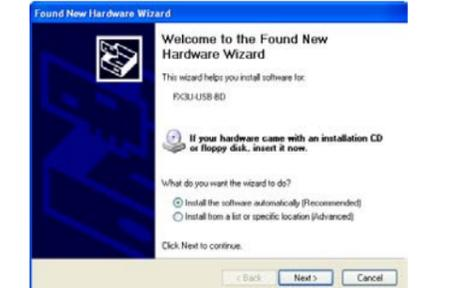 Found New Hardware Wizard
Welcome to the Found New
Hardware Wizard
This wizard helps you install software for:
FX3U-USB-BD
If your hardware came with an installation CD
or floppy disk, insert it now.
What do you want the wizard to do?
Install the software automatically (Recommended)
Install from a list or specific location (Advanced)
Click Next to continue.
< Back Next > Cancel